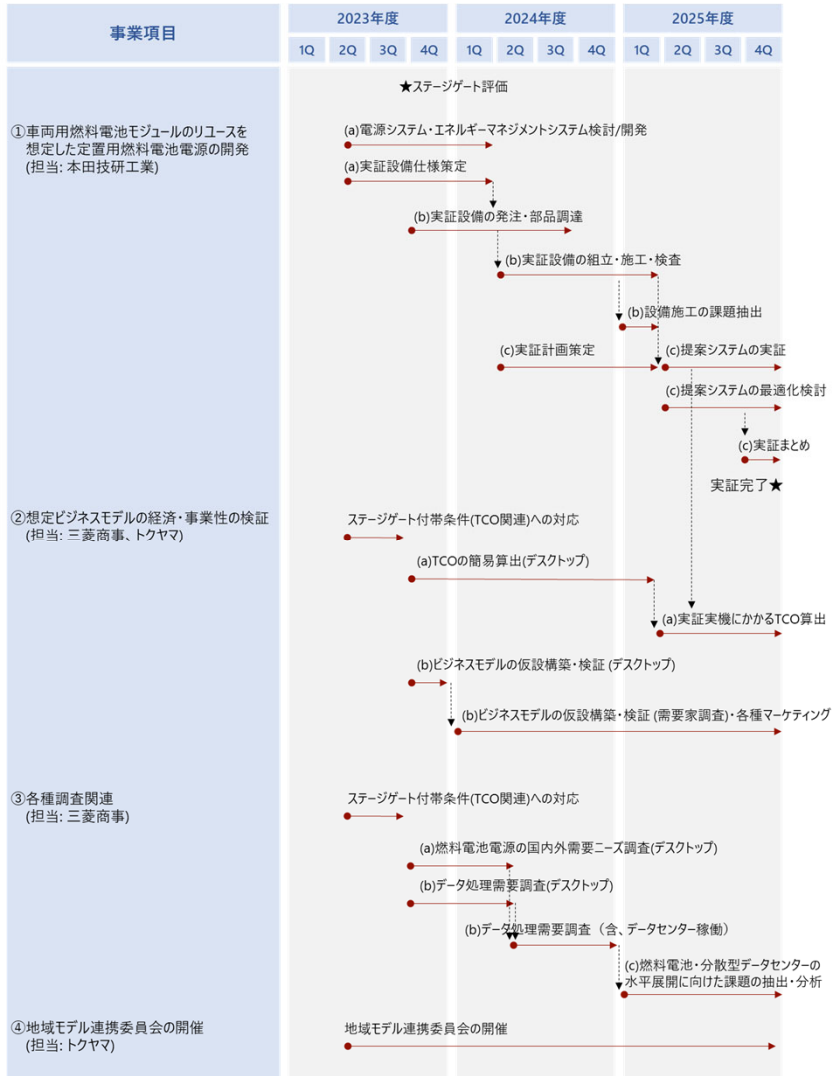 事業項目
2023年度
2024年度
2025年度
1Q 2Q 3Q 4Q 1Q 2Q 3Q 4Q 1Q 2Q 3Q 4Q
★ステージゲート評価
①車両用燃料電池モジュールのリユースを
想定した定置用燃料電池電源の開発
(担当: 本田技研工業)
(a)電源システム・エネルギーマネジメントシステム検討/開発
(a)実証設備仕様策定
(b)実証設備の発注・部品調達
(b)実証設備の組立・施工・検査
(b)設備施工の課題抽出
(c)実証計画策定
(c)提案システムの実証
(c)提案システムの最適化検討
(c)実証まとめ
実証完了★
②想定ビジネスモデルの経済・事業性の検証
(担当: 三菱商事、トクヤマ)
ステージゲート付帯条件(TCO関連)への対応
(a)TCOの簡易算出(デスクトップ)
(a)実証実機にかかるTCO算出
(b)ビジネスモデルの仮設構築・検証 (デスクトップ)
(b)ビジネスモデルの仮設構築・検証 (需要家調査)・各種マーケティング
③各種調査関連
(担当: 三菱商事)
ステージゲート付帯条件(TCO関連)への対応
(a)燃料電池電源の国内外需要ニーズ調査(デスクトップ)
(b)データ処理需要調査(デスクトップ)
(b)データ処理需要調査（含、データセンター稼働）
(c)燃料電池・分散型データセンターの
水平展開に向けた課題の抽出・分析
④地域モデル連携委員会の開催
(担当: トクヤマ)
地域モデル連携委員会の開催